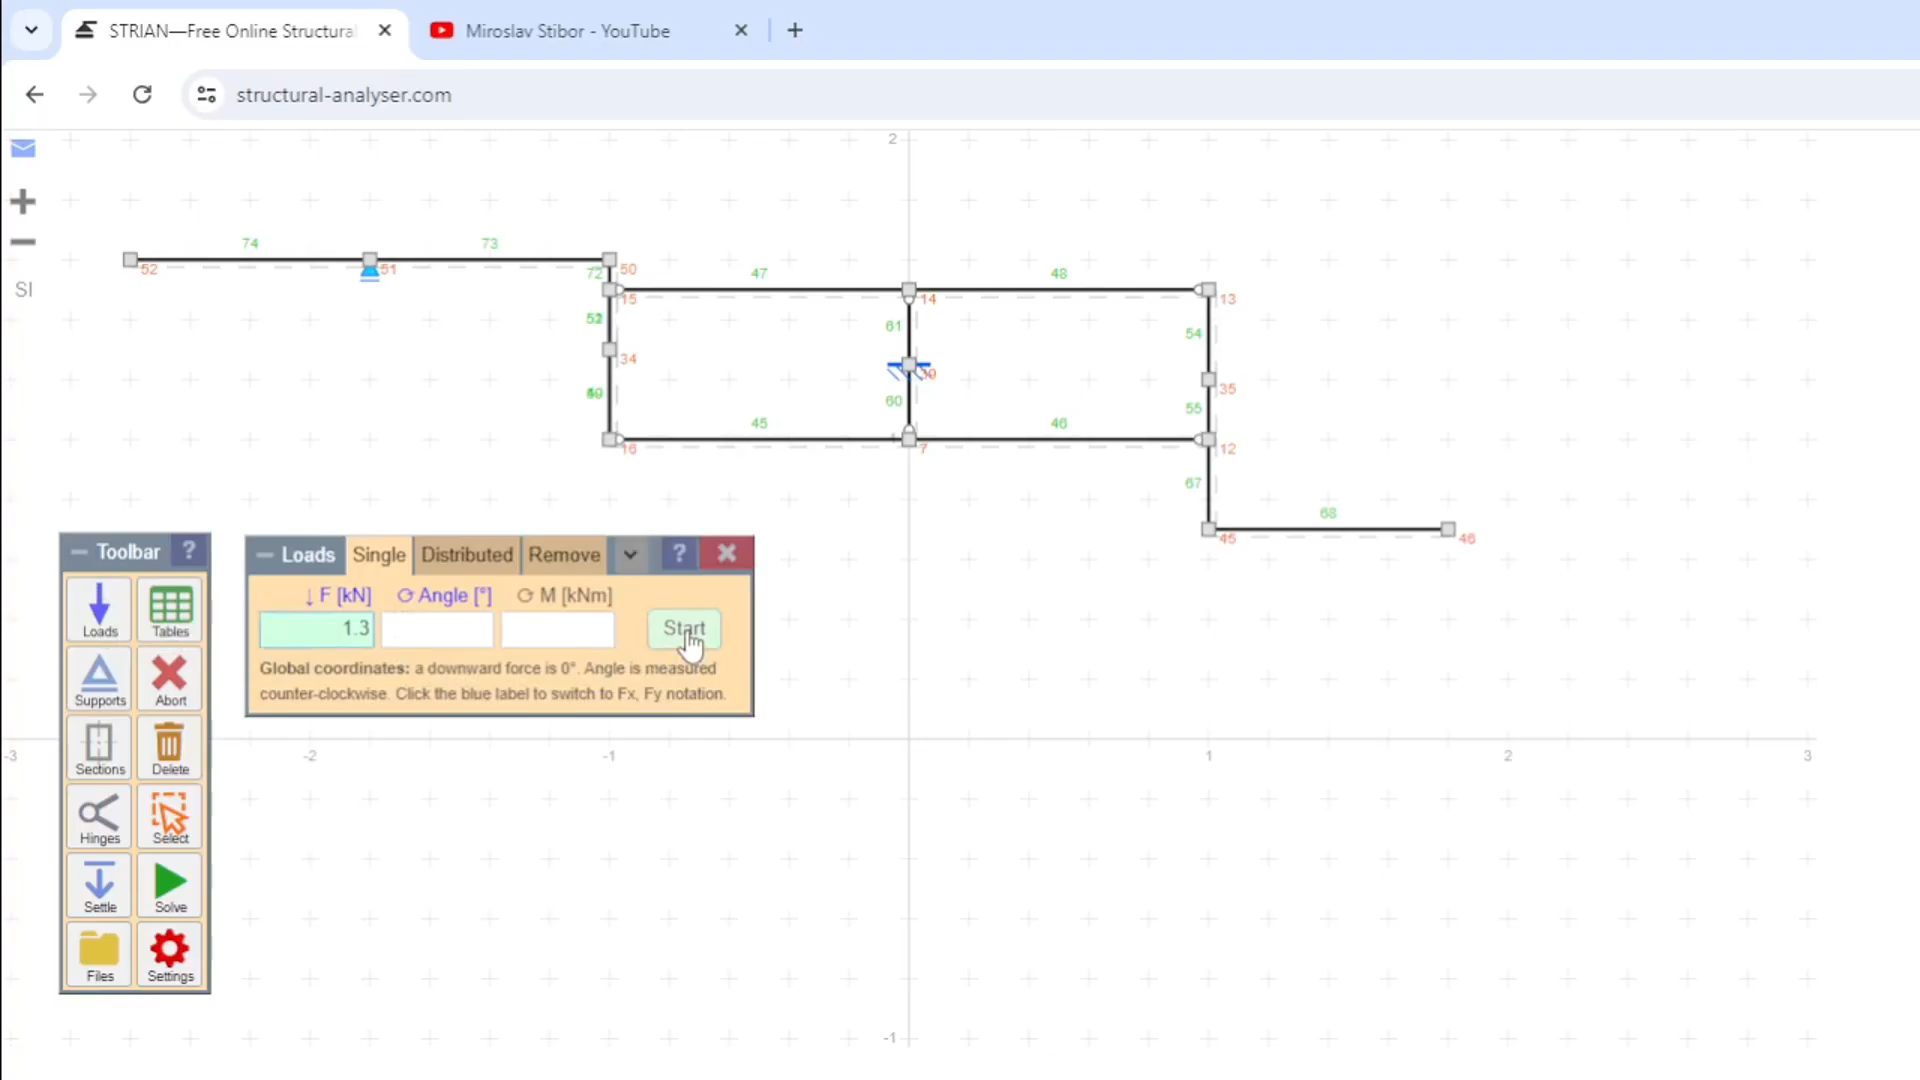 STRIAN—Free Online Structural
Miroslav Stibor - YouTube
structural-analyser.com
2
74
73
52
51
72
50
47
48
15
14
13
52
61
54
34
35
60
55
45
46
16
7
12
67
68
45
46
SI
Toolbar ?
Loads Single Distributed Remove ?
↓ F [kN] Angle [°] M [kNm]
1.3 Start
Global coordinates: a downward force is 0°. Angle is measured
counter-clockwise. Click the blue label to switch to Fx, Fy notation.
Loads Tables
Supports Abort
Sections Delete
Hinges Select
Settle Solve
Files Settings
-3 -2 -1 1 2 3
-1